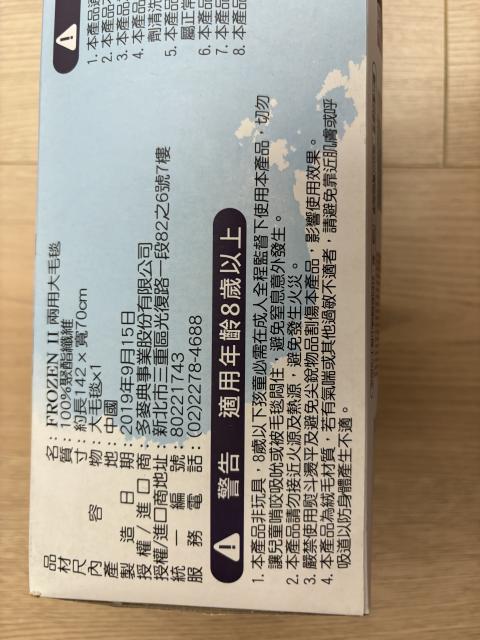 品名：FROZEN II 兩用大毛毯
材質：100%聚酯纖維
尺寸：約長142 × 寬70cm
內容物：大毛毯×1
產地：中國
製造日期：2019年9月15日
授權/進口商：多麥典事業股份有限公司
授權/進口商地址：新北市三重區光復路一段82之6號7樓
統一編號：80221743
服務電話：(02)2278-4688
警告 適用年齡8歲以上
1. 本產品非玩具，8歲以下孩童必需在成人全程監督下使用本產品，切勿
讓兒童啃咬吸吮或被毛毯悶住，避免窒息意外發生。
2. 本產品請勿接近火源及熱源，避免發生火災。
3. 嚴禁使用熨斗燙平及避免尖銳物品割傷本產品，影響使用效果。
4. 本產品為絨毛材質，若有氣喘或其他過敏不適者，請避免靠近肌膚或呼
吸道以防身體產生不適。
1. 本產品
2. 本產品
3. 本產品
4. 本產品
劑清洗
5. 本產品
屬正常
6. 本產品
7. 本產品
8. 本產品